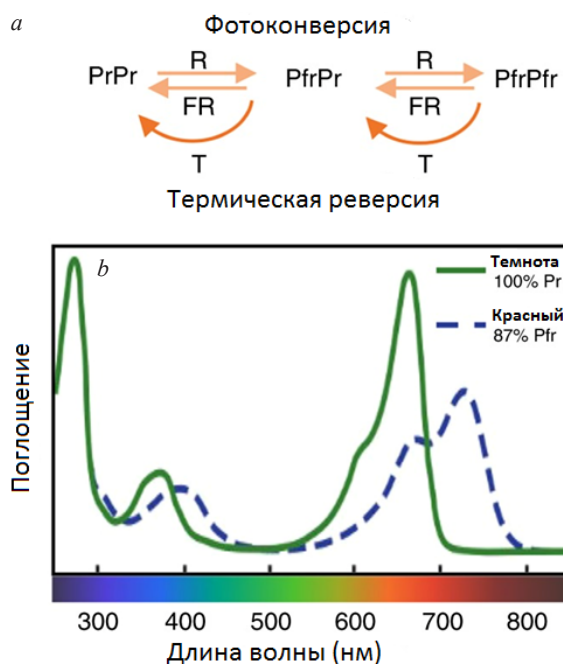 a
Фотоконверсия
R R
PrPr PfrPr PfrPfr
FR FR
T T
Термическая реверсия
b
Темнота
100% Pr
Красный
87% Pfr
Поглощение
300 400 500 600 700 800
Длина волны (нм)